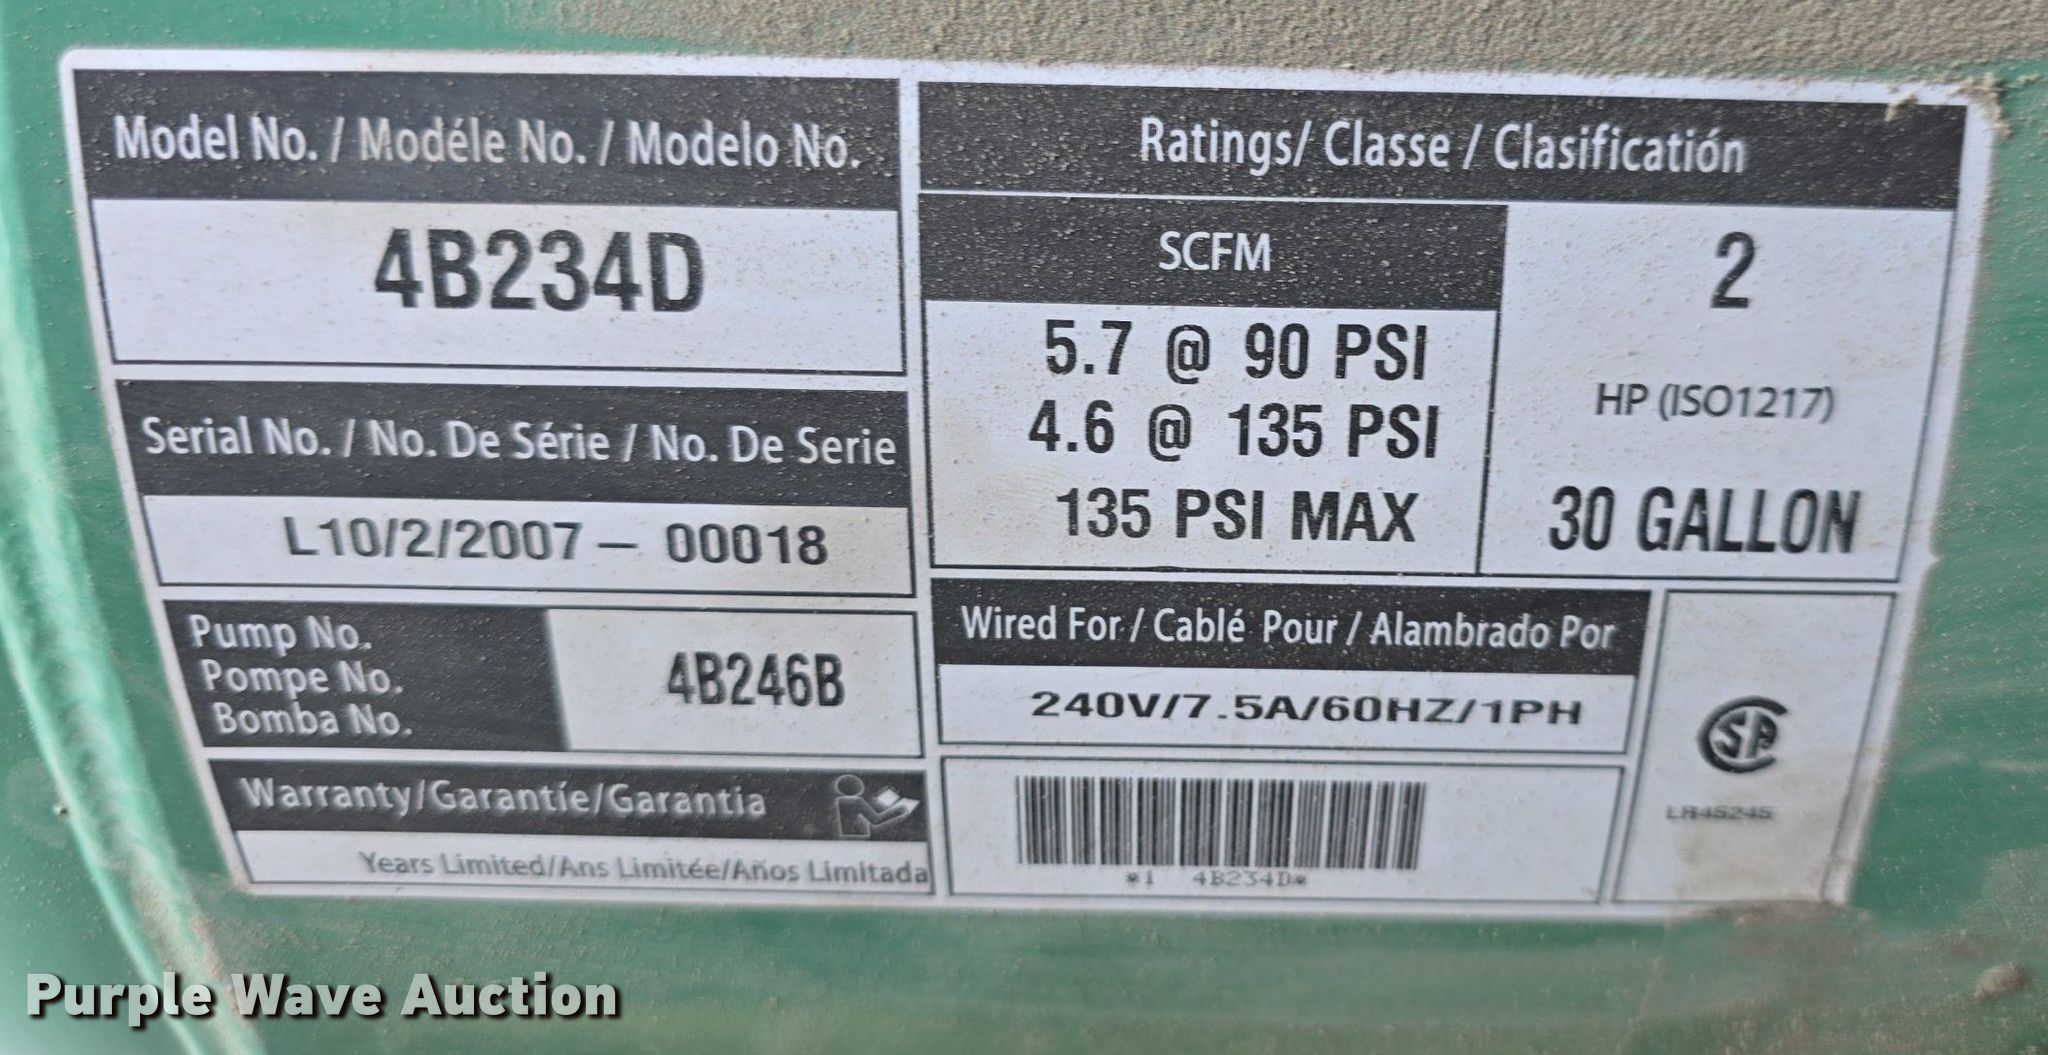 Model No. / Modéle No. / Modelo No.
4B234D
Serial No. / No. De Série / No. De Serie
L10/2/2007 – 00018
Pump No.
Pompe No.
Bomba No.
4B246B
Warranty/Garantíe/Garantia
Years Limited/Ans Limitée/Años Limitada
Ratings/ Classe / Clasificatión
SCFM
5.7 @ 90 PSI
4.6 @ 135 PSI
135 PSI MAX
2
HP (ISO1217)
30 GALLON
Wired For / Cablé Pour / Alambrado Por
240V/7.5A/60HZ/1PH
*1 4B234D*
LR45245
Purple Wave Auction